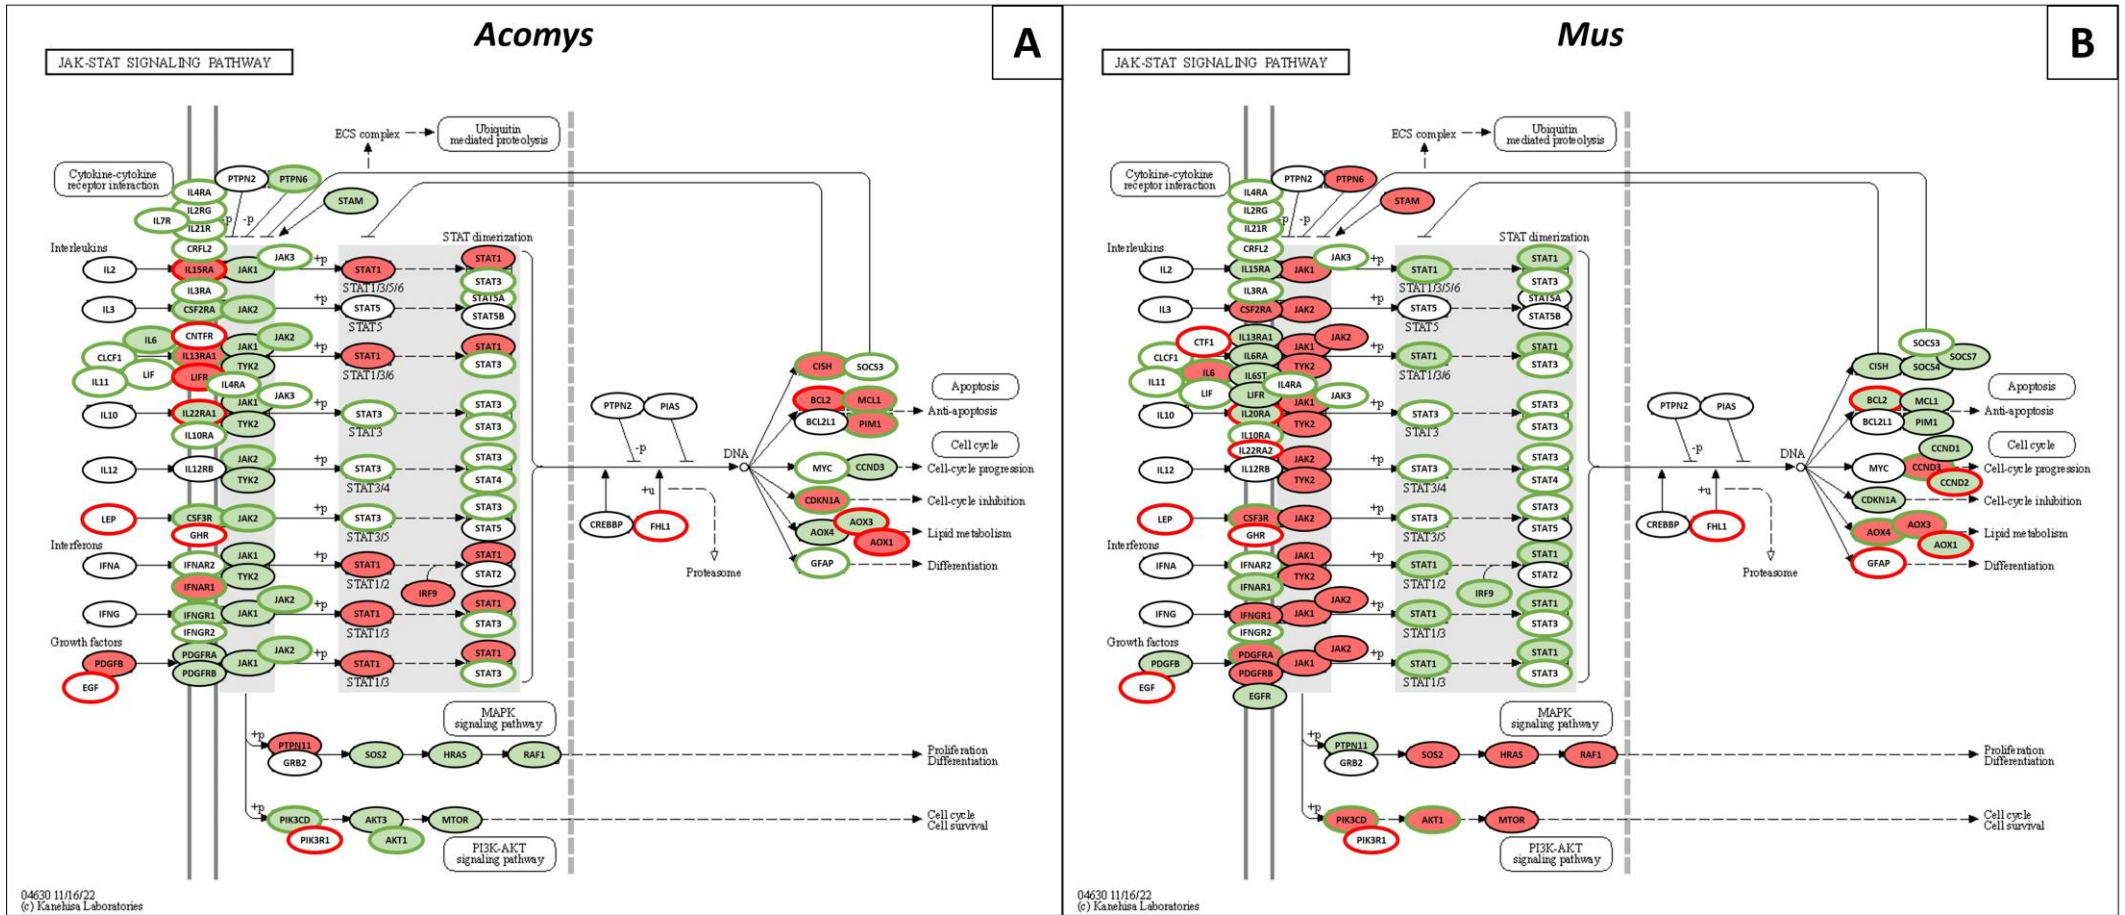 Acomys
A
JAK-STAT SIGNALING PATHWAY
ECS complex
Ubiquitin
mediated proteolysis
Cytokine-cytokine
receptor interaction
PTPN2
PTPN6
IL4RA
STAM
IL2RG
IL7R
-p
-p
IL21R
CRFL2
Interleukins
JAK3
STAT dimerization
IL2
IL15RA
JAK1
+p
STAT1
STAT1
STAT1/3/5/6
STAT3
IL3RA
STAT5A
IL3
CSF2RA
JAK2
+p
STAT5
STAT5B
STAT5
IL6
CNTFR
JAK2
CLCF1
IL13RA1
JAK1
+p
STAT1
STAT1
STAT1/3/6
TYK2
STAT3
IL11
LIF
LIFR
IL4RA
JAK3
IL10
IL22RA1
JAK1
STAT3
STAT3
STAT3
TYK2
STAT3
IL10RA
IL12
IL12RB
JAK2
+p
STAT3
STAT3
STAT3/4
TYK2
STAT4
LEP
CSF3R
JAK2
+p
STAT3
STAT3
STAT3/5
GHR
STAT5
Interferons
IFNA
IFNAR2
JAK1
+p
STAT1
STAT1
STAT1/2
TYK2
STAT2
IFNAR1
IRF9
IFNG
IFNGR1
JAK1
JAK2
+p
STAT1
STAT1
STAT1/3
IFNGR2
STAT3
Growth factors
PDGFB
PDGFRA
JAK1
JAK2
+p
STAT1
STAT1
STAT1/3
EGF
PDGFRB
STAT3
PTPN2
PIAS
-p
CREBBP
+u
FHL1
Proteasome
DNA
CISH
SOCS3
BCL2
MCL1
BCL2L1
PIM1
Apoptosis
Anti-apoptosis
Cell cycle
MYC
CCND3
Cell-cycle progression
CDKN1A
Cell-cycle inhibition
AOX4
AOX3
AOX1
Lipid metabolism
GFAP
Differentiation
MAPK
signaling pathway
+p
PTPN11
GRB2
SOS2
HRAS
RAF1
Proliferation
Differentiation
+p
PIK3CD
PIK3R1
AKT3
AKT1
MTOR
Cell cycle
Cell survival
PI3K-AKT
signaling pathway
04630 11/16/22
(c) Kanehisa Laboratories
Mus
B
JAK-STAT SIGNALING PATHWAY
ECS complex
Ubiquitin
mediated proteolysis
Cytokine-cytokine
receptor interaction
PTPN2
PTPN6
IL4RA
STAM
IL2RG
-p
-p
IL21R
CRFL2
Interleukins
JAK3
STAT dimerization
IL2
IL15RA
JAK1
+p
STAT1
STAT1
STAT1/3/5/6
STAT3
IL3RA
STAT5A
IL3
CSF2RA
JAK2
+p
STAT5
STAT5B
STAT5
CTF1
IL13RA1
JAK2
CLCF1
IL6RA
JAK1
+p
STAT1
STAT1
STAT1/3/6
IL6
TYK2
STAT3
IL11
IL6ST
IL4RA
LIF
LIFR
JAK3
IL10
IL20RA
JAK1
+p
STAT3
STAT3
STAT3
TYK2
STAT3
IL10RA
IL22RA2
IL12
IL12RB
JAK2
+p
STAT3
STAT3
STAT3/4
TYK2
STAT4
LEP
CSF3R
JAK2
+p
STAT3
STAT3
STAT3/5
GHR
STAT5
Interferons
IFNA
IFNAR2
JAK1
+p
STAT1
STAT1
STAT1/2
TYK2
STAT2
IFNAR1
IRF9
IFNG
IFNGR1
JAK1
JAK2
+p
STAT1
STAT1
STAT1/3
IFNGR2
STAT3
Growth factors
PDGFB
PDGFRA
JAK1
JAK2
+p
STAT1
STAT1
STAT1/3
EGF
PDGFRB
STAT3
EGFR
PTPN2
PIAS
-p
CREBBP
+u
FHL1
Proteasome
DNA
SOCS3
SOCS7
CISH
SOCS4
BCL2
MCL1
BCL2L1
PIM1
Apoptosis
Anti-apoptosis
Cell cycle
CCND1
MYC
CCND3
CCND2
Cell-cycle progression
CDKN1A
Cell-cycle inhibition
AOX4
AOX3
AOX1
Lipid metabolism
GFAP
Differentiation
MAPK
signaling pathway
+p
PTPN11
GRB2
SOS2
HRAS
RAF1
Proliferation
Differentiation
+p
PIK3CD
PIK3R1
AKT1
MTOR
Cell cycle
Cell survival
PI3K-AKT
signaling pathway
04630 11/16/22
(c) Kanehisa Laboratories